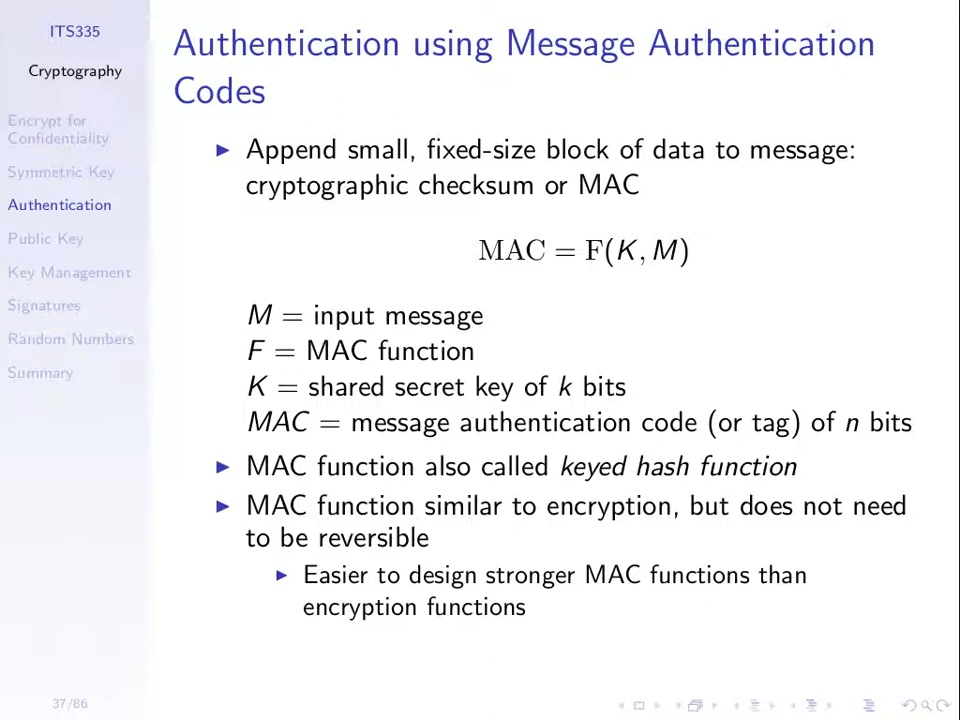 ITS335
Cryptography
Encrypt for
Confidentiality
Symmetric Key
Authentication
Public Key
Key Management
Signatures
Random Numbers
Summary
Authentication using Message Authentication
Codes
▶ Append small, fixed-size block of data to message:
cryptographic checksum or MAC
MAC = F(K, M)
M = input message
F = MAC function
K = shared secret key of k bits
MAC = message authentication code (or tag) of n bits
▶ MAC function also called keyed hash function
▶ MAC function similar to encryption, but does not need
to be reversible
▶ Easier to design stronger MAC functions than
encryption functions
37/86